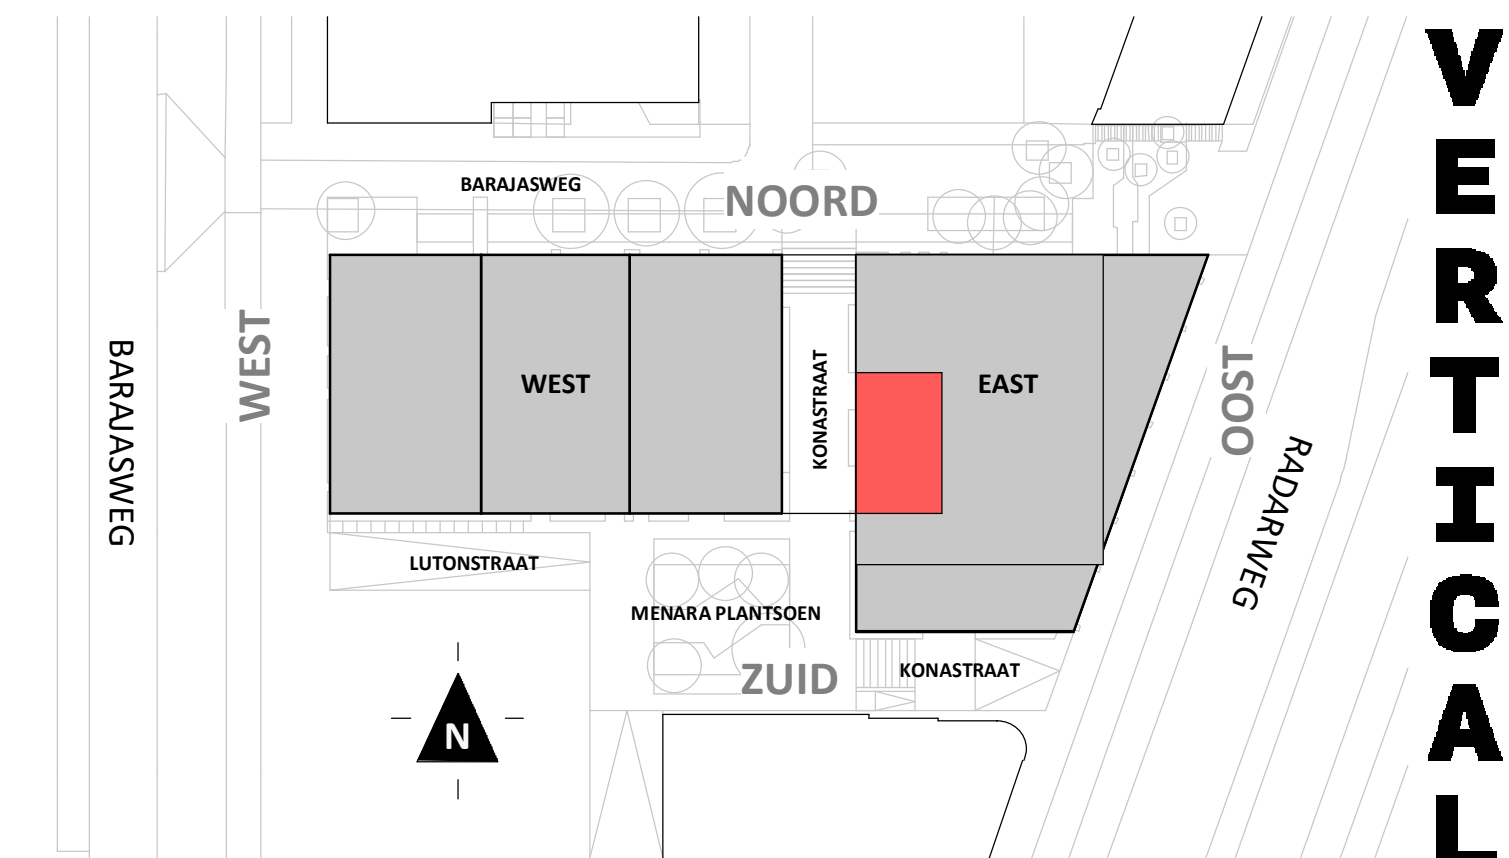 BARAJASWEG
NOORD
WEST
BARAJASWEG
WEST
KONASTRAAT
EAST
OOST
RADARWEG
LUTONSTRAAT
MENARA PLANTSOEN
ZUID
KONASTRAAT
N
VERTICAL